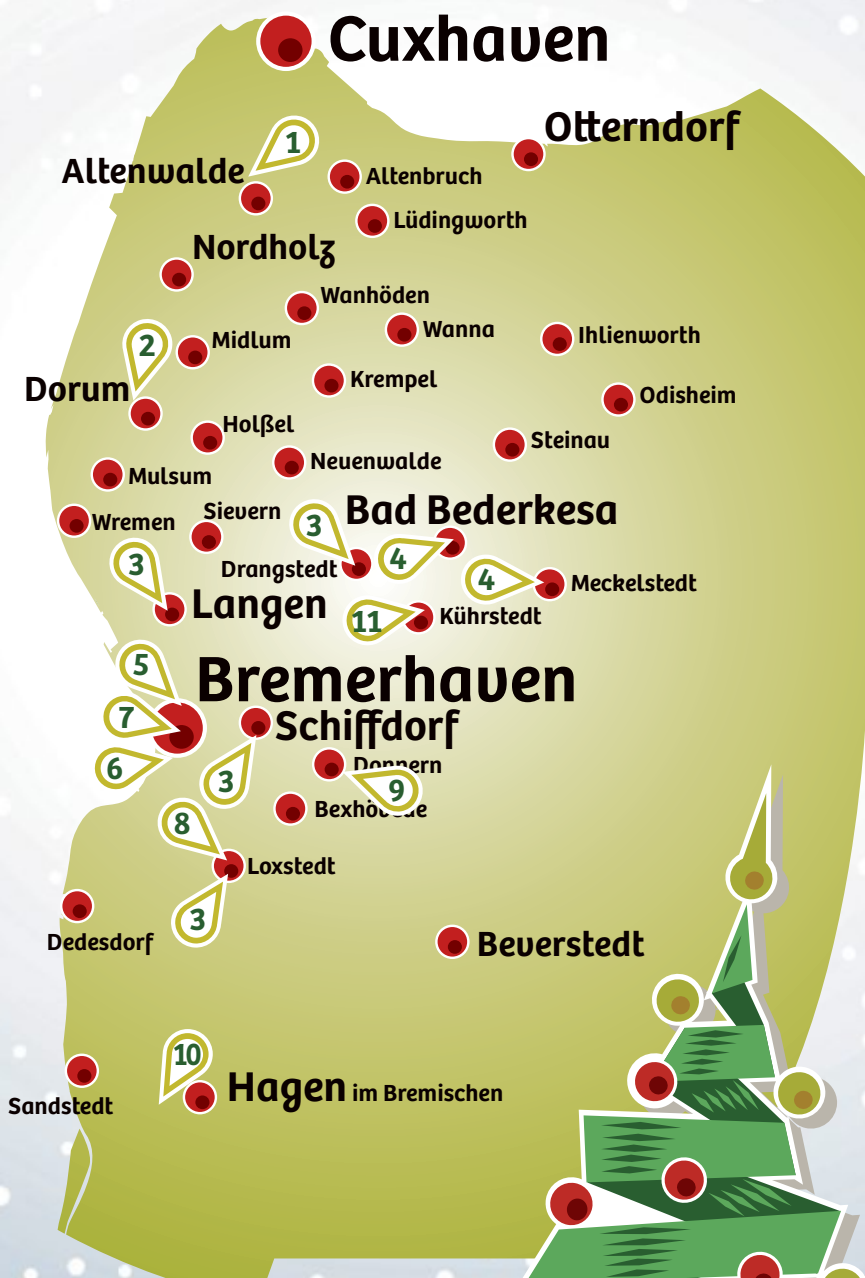 Cuxhaven
Otterndorf
1
Altenwalde
Altenbruch
Lüdingworth
Nordholz
Wanhöden
Wanna
Ihlienworth
2
Midlum
Dorum
Krempel
Odisheim
Holßel
Steinau
Neuenwalde
Mulsum
Sievern
Bad Bederkesa
Wremen
3
4
Drangstedt
3
4
Meckelstedt
Langen
11
Kührstedt
5
Bremerhaven
7
Schiffdorf
6
3
Donnern
9
8
Bexhövede
Loxstedt
3
Dedesdorf
Beverstedt
10
Hagen im Bremischen
Sandstedt